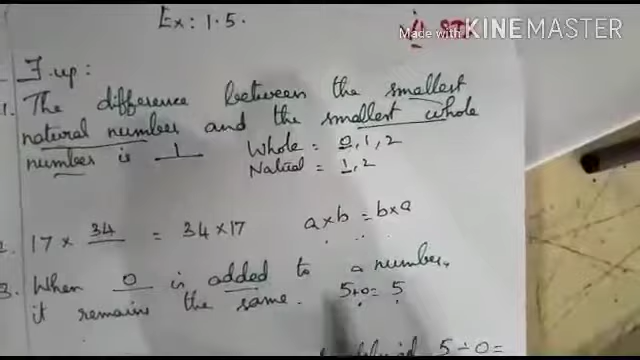 Ex: 1.5.
Made with KINEMASTER
F.up:
1. The difference between the smallest
natural number and the smallest whole
number is 1
Whole = 0, 1, 2
Natural = 1, 2
17 × 34 = 34 × 17
a×b = b×a
3. When 0 is added to a number,
it remains the same.
5+0= 5
5÷0=